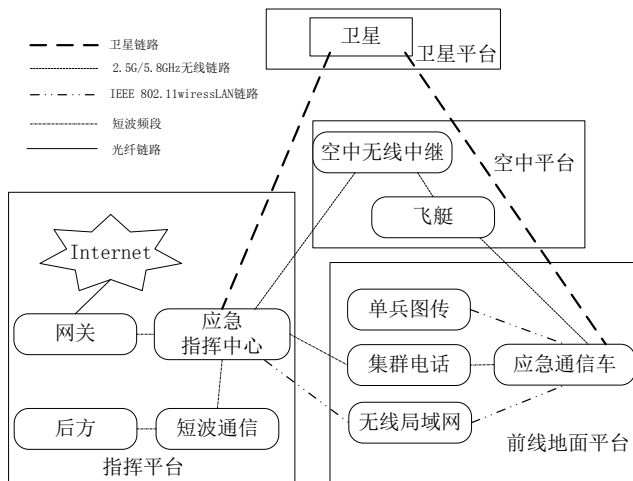 卫星链路
2.5G/5.8GHz无线链路
IEEE 802.11wiressLAN链路
短波频段
光纤链路
卫星
卫星平台
空中无线中继
空中平台
飞艇
Internet
网关
应急
指挥中心
后方
短波通信
指挥平台
单兵图传
集群电话
应急通信车
无线局域网
前线地面平台